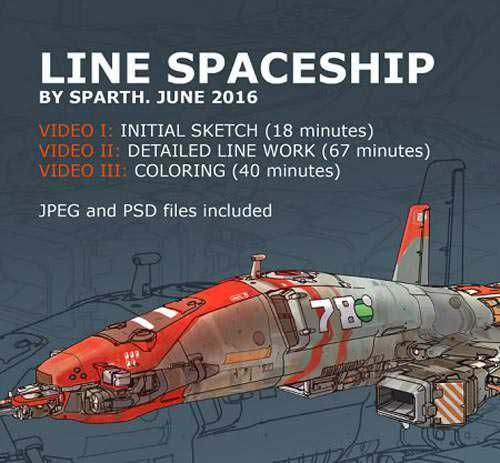 LINE SPACESHIP
BY SPARTH. JUNE 2016
VIDEO I: INITIAL SKETCH (18 minutes)
VIDEO II: DETAILED LINE WORK (67 minutes)
VIDEO III: COLORING (40 minutes)
JPEG and PSD files included
78